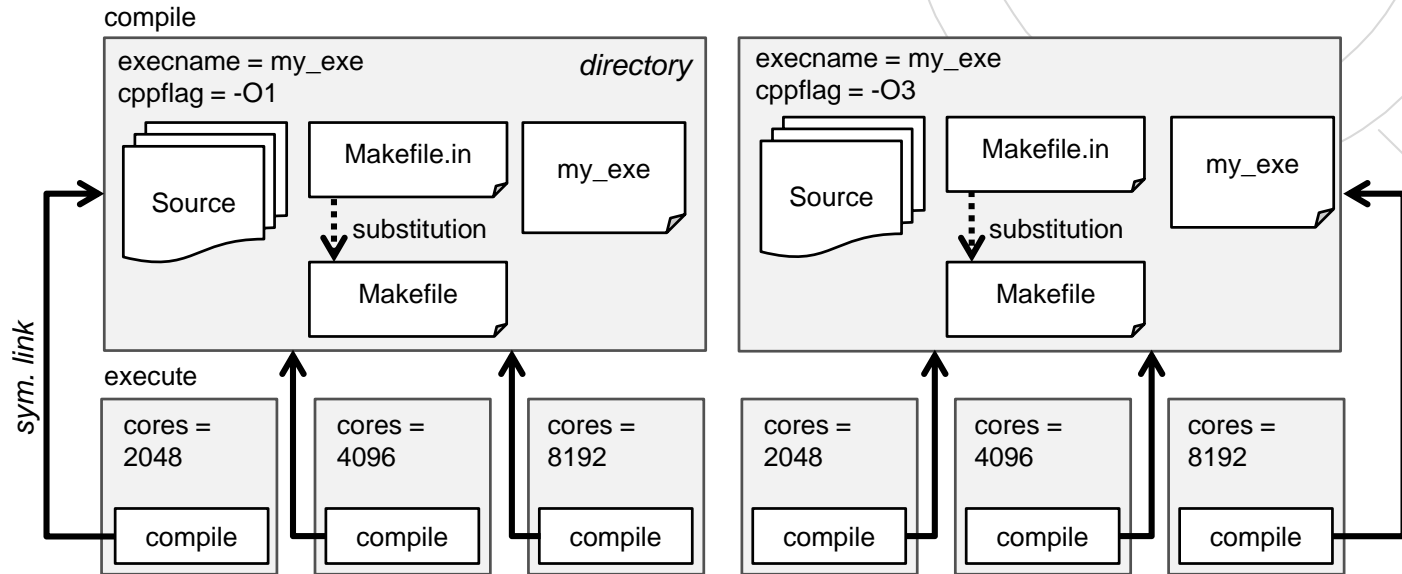 compile
execname = my_exe
cppflag = -O1
directory
Source
Makefile.in
substitution
Makefile
my_exe
execname = my_exe
cppflag = -O3
Source
Makefile.in
substitution
Makefile
my_exe
sym. link
execute
cores =
2048
compile
cores =
4096
compile
cores =
8192
compile
cores =
2048
compile
cores =
4096
compile
cores =
8192
compile